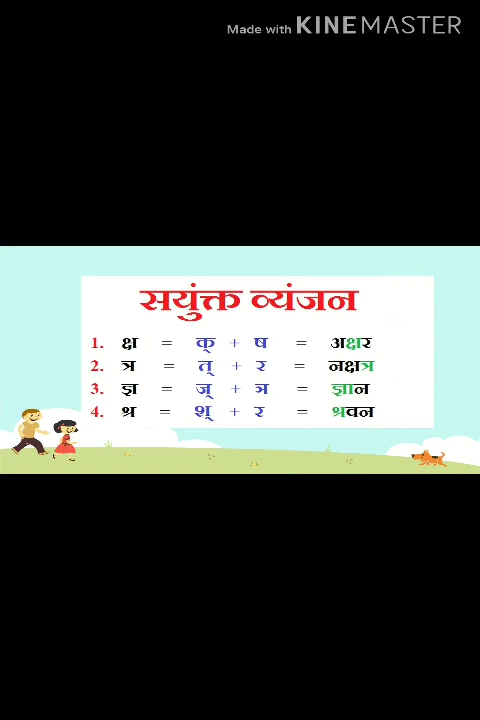 Made with KINEMASTER
सयुंक्त व्यंजन
1. क्ष = क् + ष = अक्षर
2. त्र = त् + र = नक्षत्र
3. ज्ञ = ज् + ञ = ज्ञान
4. श्र = श् + र = श्रवन